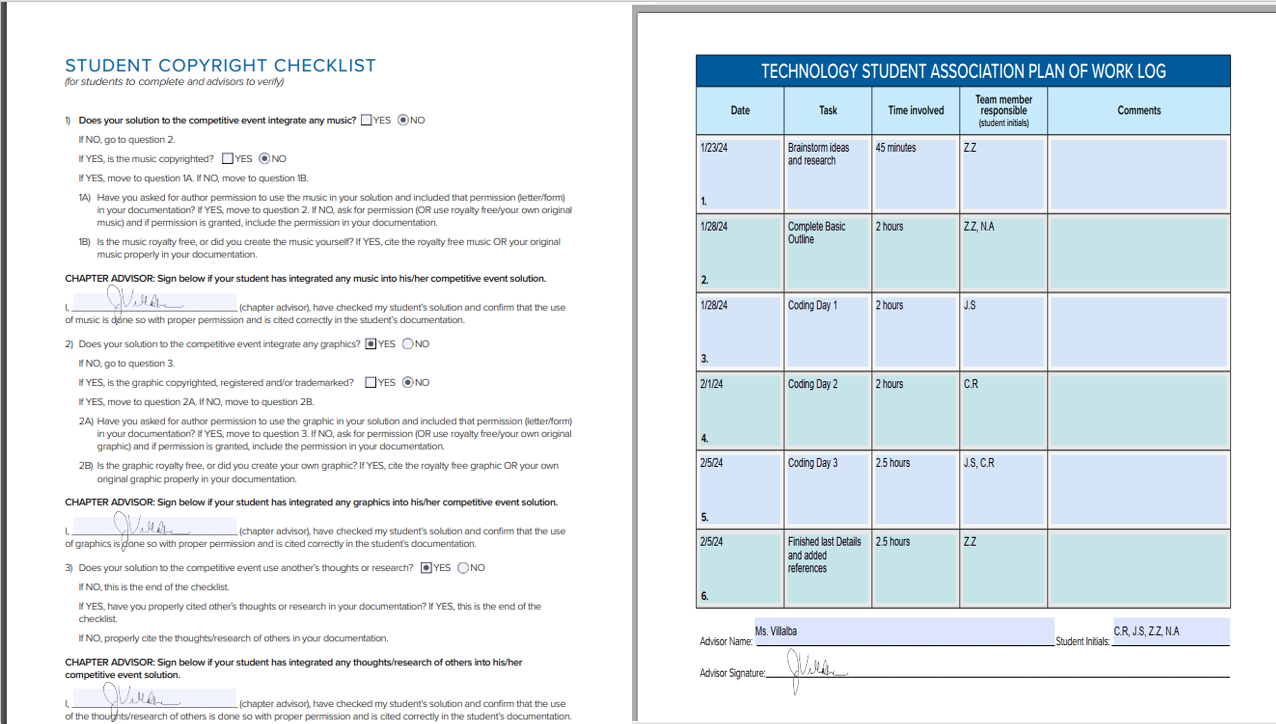 STUDENT COPYRIGHT CHECKLIST
(for students to complete and advisors to verify)
1) Does your solution to the competitive event integrate any music? YES NO
If NO, go to question 2.
If YES, is the music copyrighted? YES NO
If YES, move to question 1A. If NO, move to question 1B.
1A) Have you asked for author permission to use the music in your solution and included that permission (letter/form)
in your documentation? If YES, move to question 2. If NO, ask for permission (OR use royalty free/your own original
music) and if permission is granted, include the permission in your documentation.
1B) Is the music royalty free, or did you create the music yourself? If YES, cite the royalty free music OR your original
music properly in your documentation.
CHAPTER ADVISOR: Sign below if your student has integrated any music into his/her competitive event solution.
I, JVillalba (chapter advisor), have checked my student's solution and confirm that the use
of music is done so with proper permission and is cited correctly in the student's documentation.
2) Does your solution to the competitive event integrate any graphics? YES NO
If NO, go to question 3.
If YES, is the graphic copyrighted, registered and/or trademarked? YES NO
If YES, move to question 2A. If NO, move to question 2B.
2A) Have you asked for author permission to use the graphic in your solution and included that permission (letter/form)
in your documentation? If YES, move to question 3. If NO, ask for permission (OR use royalty free/your own original
graphic) and if permission is granted, include the permission in your documentation.
2B) Is the graphic royalty free, or did you create your own graphic? If YES, cite the royalty free graphic OR your own
original graphic properly in your documentation.
CHAPTER ADVISOR: Sign below if your student has integrated any graphics into his/her competitive event solution.
I, JVillalba (chapter advisor), have checked my student's solution and confirm that the use
of graphics is done so with proper permission and is cited correctly in the student's documentation.
3) Does your solution to the competitive event use another's thoughts or research? YES NO
If NO, this is the end of the checklist.
If YES, have you properly cited other's thoughts or research in your documentation? If YES, this is the end of the
checklist.
If NO, properly cite the thoughts/research of others in your documentation.
CHAPTER ADVISOR: Sign below if your student has integrated any thoughts/research of others into his/her
competitive event solution.
I, JVillalba (chapter advisor), have checked my student's solution and confirm that the use
of the thoughts/research of others is done so with proper permission and is cited correctly in the student's documentation.
TECHNOLOGY STUDENT ASSOCIATION PLAN OF WORK LOG
Date Task Time involved Team member responsible (student initials) Comments
1/23/24 Brainstorm ideas 45 minutes Z.Z
and research
1.
1/28/24 Complete Basic 2 hours Z.Z, N.A
Outline
2.
1/28/24 Coding Day 1 2 hours J.S
3.
2/1/24 Coding Day 2 2 hours C.R
4.
2/5/24 Coding Day 3 2.5 hours J.S, C.R
5.
2/5/24 Finished last Details 2.5 hours Z.Z
and added
references
6.
Advisor Name: Ms. Villalba Student Initials: C.R, J.S, Z.Z, N.A
Advisor Signature: JVillalba